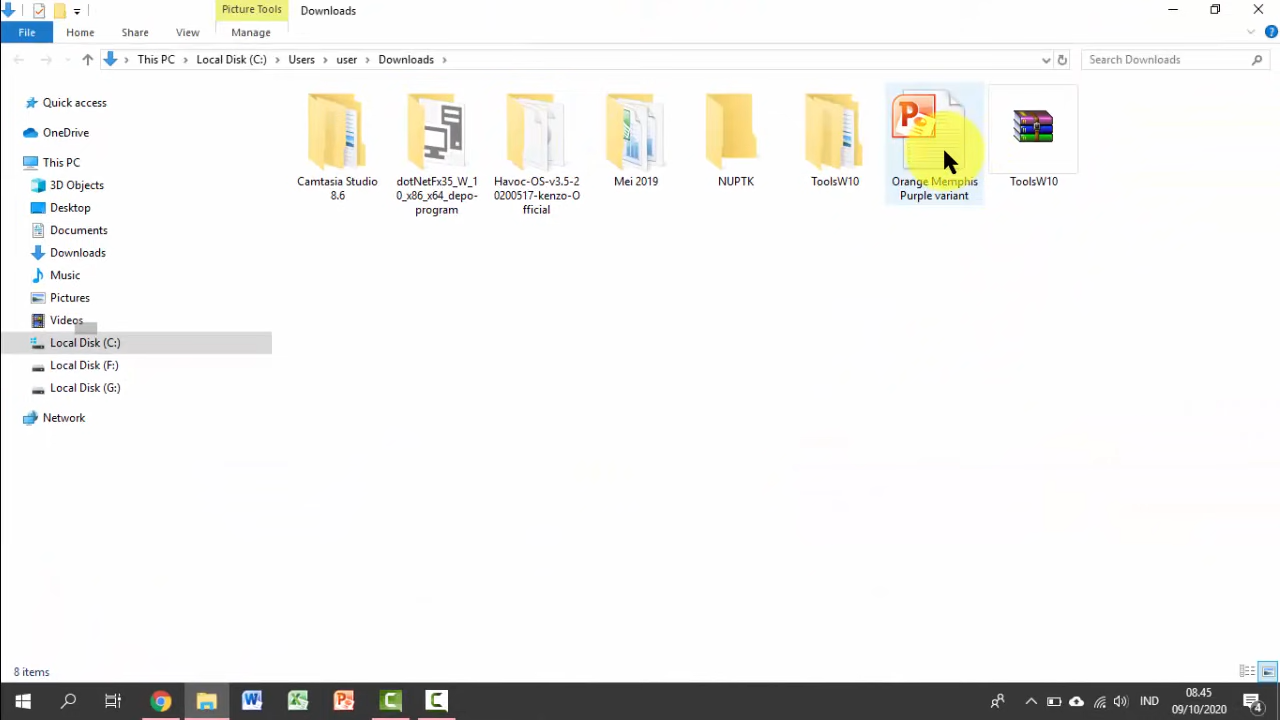 Picture Tools
Downloads
File
Home
Share
View
Manage
This PC
Local Disk (C:)
Users
user
Downloads
Search Downloads
Quick access
OneDrive
This PC
3D Objects
Desktop
Documents
Downloads
Music
Pictures
Videos
Local Disk (C:)
Local Disk (F:)
Local Disk (G:)
Network
Camtasia Studio
8.6
dotNetFx35_W_1
0_x86_x64_depo-
program
Havoc-OS-v3.5-2
0200517-kenzo-O
fficial
Mei 2019
NUPTK
ToolsW10
Orange Memphis
Purple variant
ToolsW10
8 items
IND
08.45
09/10/2020
4